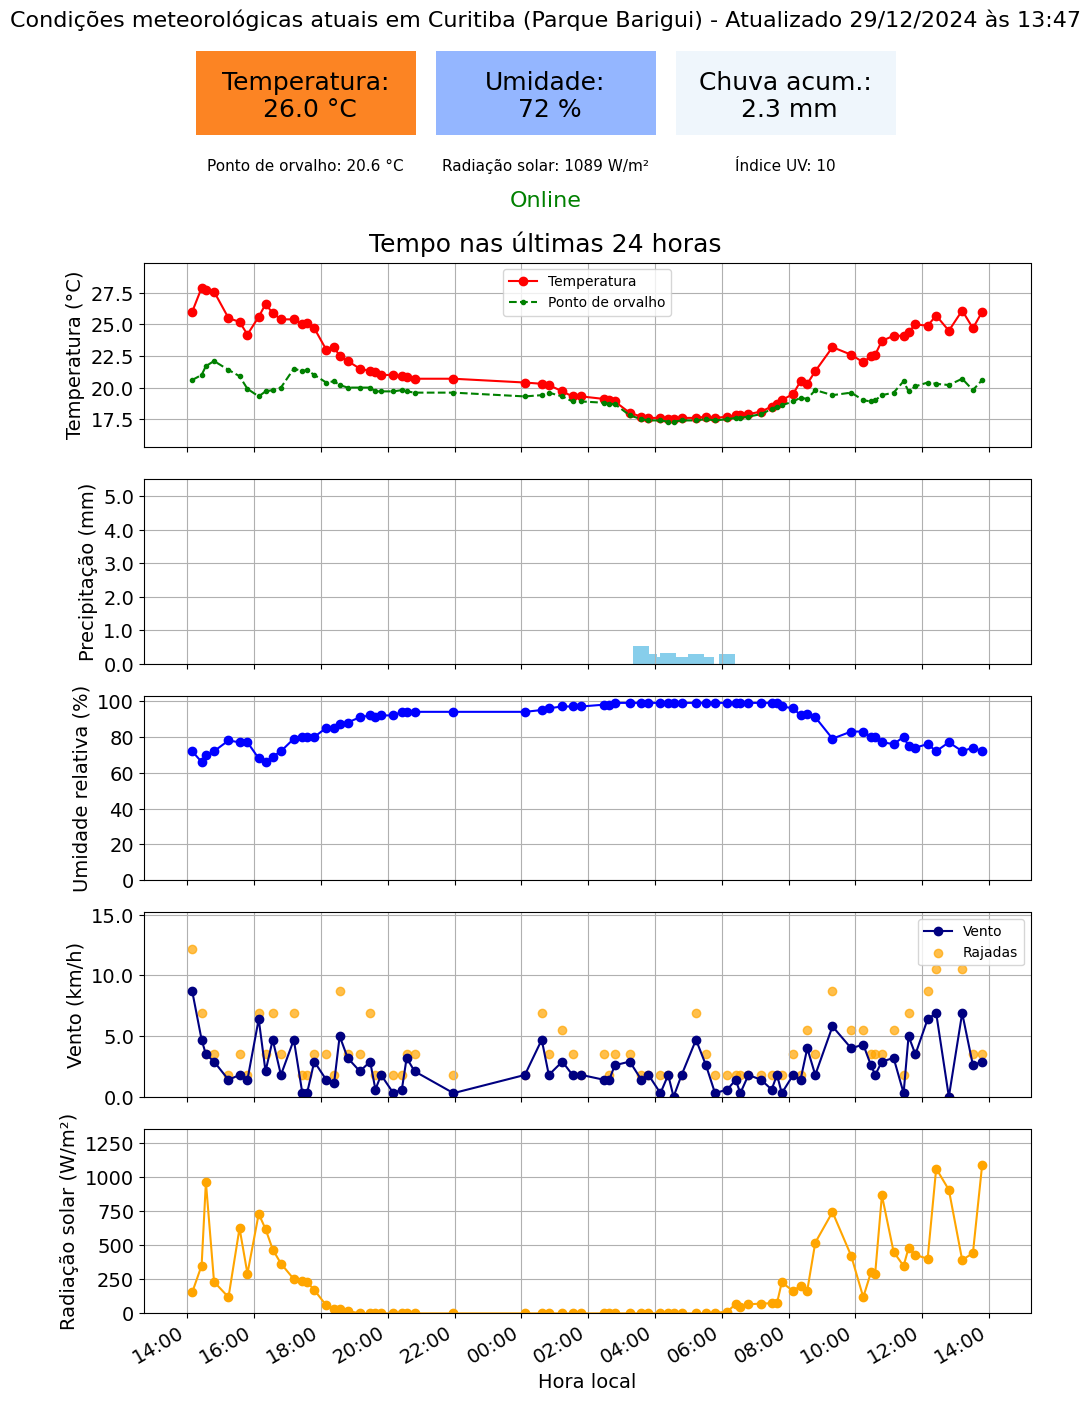 Condições meteorológicas atuais em Curitiba (Parque Barigui) - Atualizado 29/12/2024 às 13:47
Temperatura:
26.0 °C
Umidade:
72 %
Chuva acum.:
2.3 mm
Ponto de orvalho: 20.6 °C
Radiação solar: 1089 W/m²
Índice UV: 10
Online
Tempo nas últimas 24 horas
Temperatura (°C)
27.5
25.0
22.5
20.0
17.5
Temperatura
Ponto de orvalho
Precipitação (mm)
5.0
4.0
3.0
2.0
1.0
0.0
Umidade relativa (%)
100
80
60
40
20
0
Vento (km/h)
15.0
10.0
5.0
0.0
Vento
Rajadas
Radiação solar (W/m²)
1250
1000
750
500
250
0
14:00
16:00
18:00
20:00
22:00
00:00
02:00
04:00
06:00
08:00
10:00
12:00
14:00
Hora local